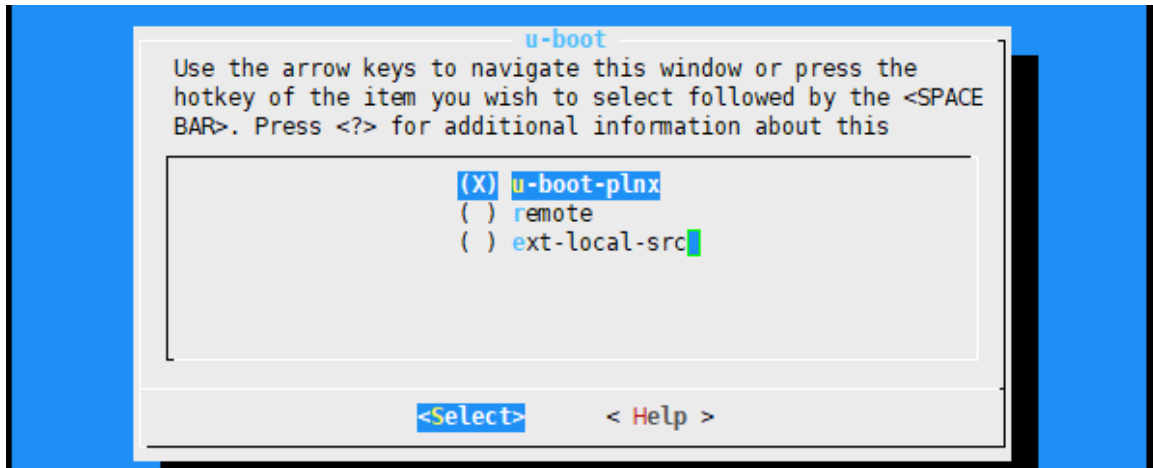 u-boot
Use the arrow keys to navigate this window or press the
hotkey of the item you wish to select followed by the <SPACE
BAR>. Press <?> for additional information about this
(X) u-boot-plnx
( ) remote
( ) ext-local-src
<Select> < Help >